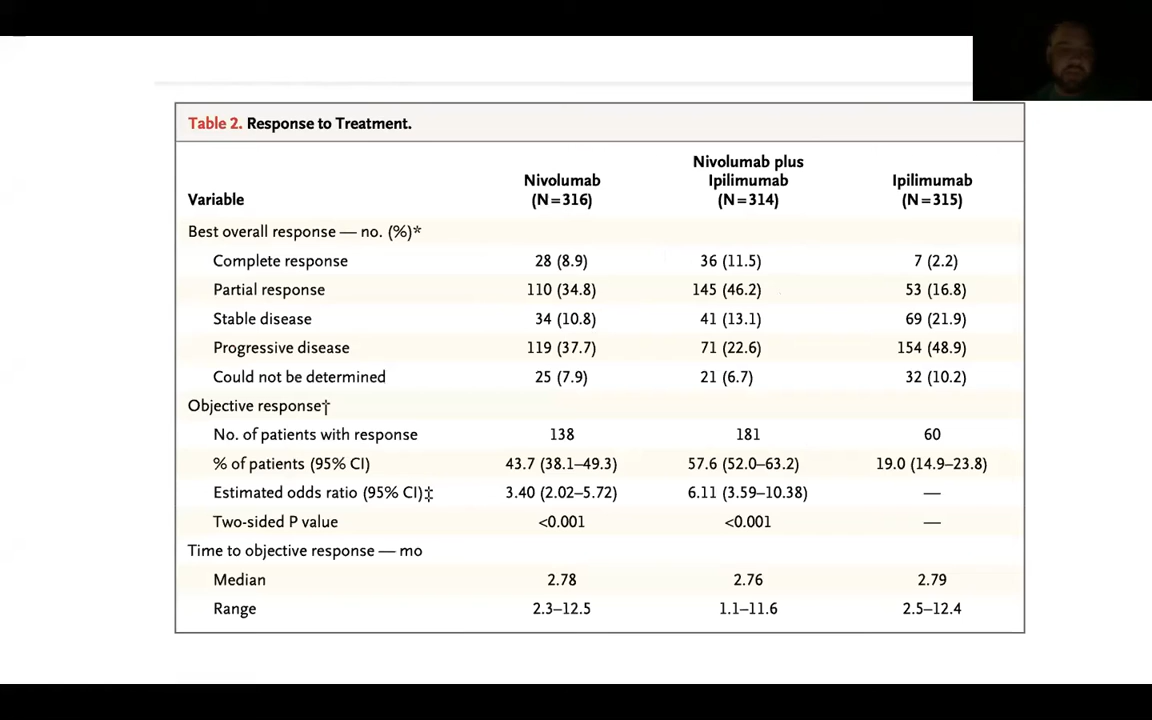 Table 2. Response to Treatment.
Variable Nivolumab (N=316) Nivolumab plus Ipilimumab (N=314) Ipilimumab (N=315)
Best overall response — no. (%)*
Complete response 28 (8.9) 36 (11.5) 7 (2.2)
Partial response 110 (34.8) 145 (46.2) 53 (16.8)
Stable disease 34 (10.8) 41 (13.1) 69 (21.9)
Progressive disease 119 (37.7) 71 (22.6) 154 (48.9)
Could not be determined 25 (7.9) 21 (6.7) 32 (10.2)
Objective response†
No. of patients with response 138 181 60
% of patients (95% CI) 43.7 (38.1–49.3) 57.6 (52.0–63.2) 19.0 (14.9–23.8)
Estimated odds ratio (95% CI)‡ 3.40 (2.02–5.72) 6.11 (3.59–10.38) —
Two-sided P value <0.001 <0.001 —
Time to objective response — mo
Median 2.78 2.76 2.79
Range 2.3–12.5 1.1–11.6 2.5–12.4